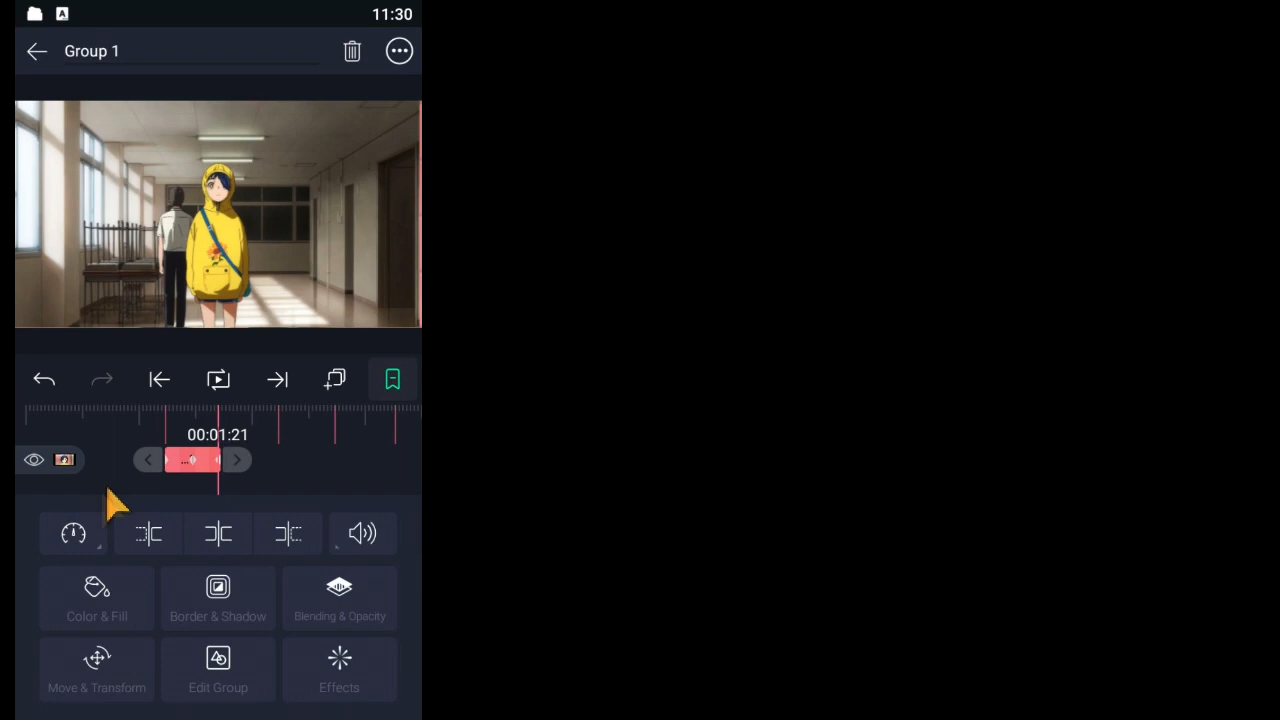 A 11:30
Group 1
00:01:21
...
Color & Fill
Border & Shadow
Blending & Opacity
Move & Transform
Edit Group
Effects